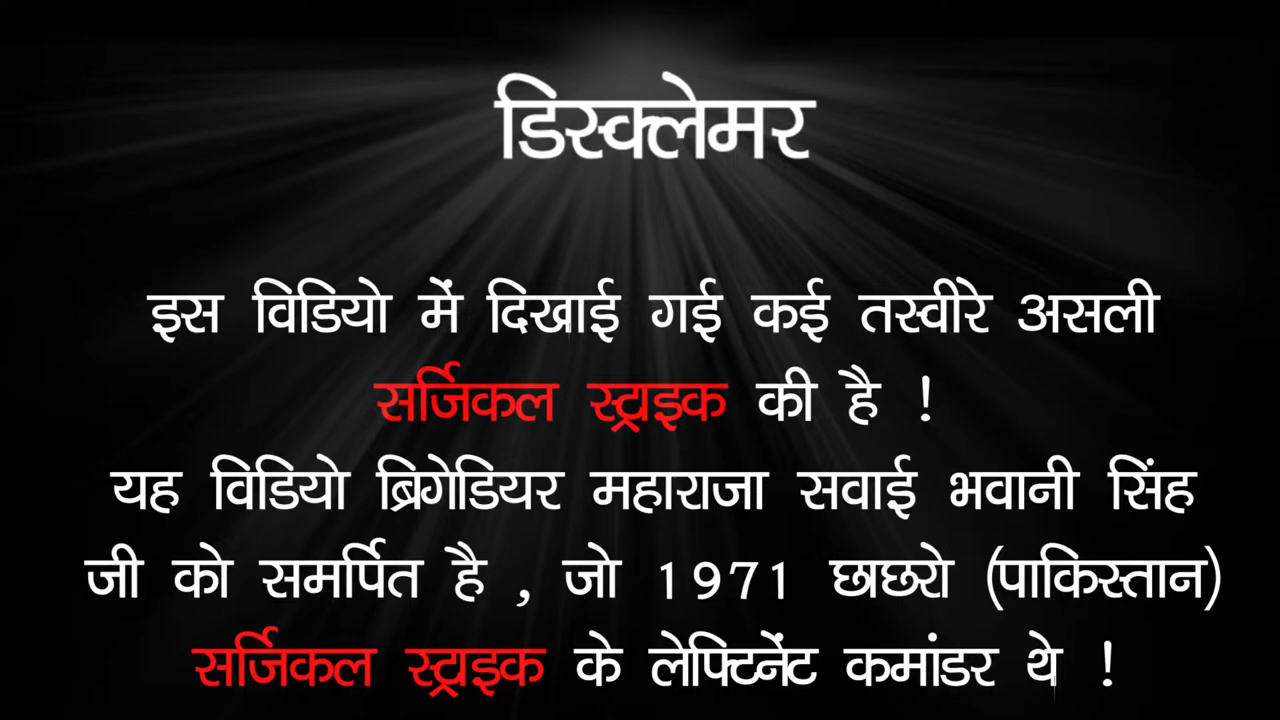 डिस्क्लेमर
इस विडियो में दिखाई गई कई तस्वीरे असली
सर्जिकल स्ट्राइक की है !
यह विडियो ब्रिगेडियर महाराजा सवाई भवानी सिंह
जी को समर्पित है , जो 1971 छाछरो (पाकिस्तान)
सर्जिकल स्ट्राइक के लेफ्टिनेंट कमांडर थे !